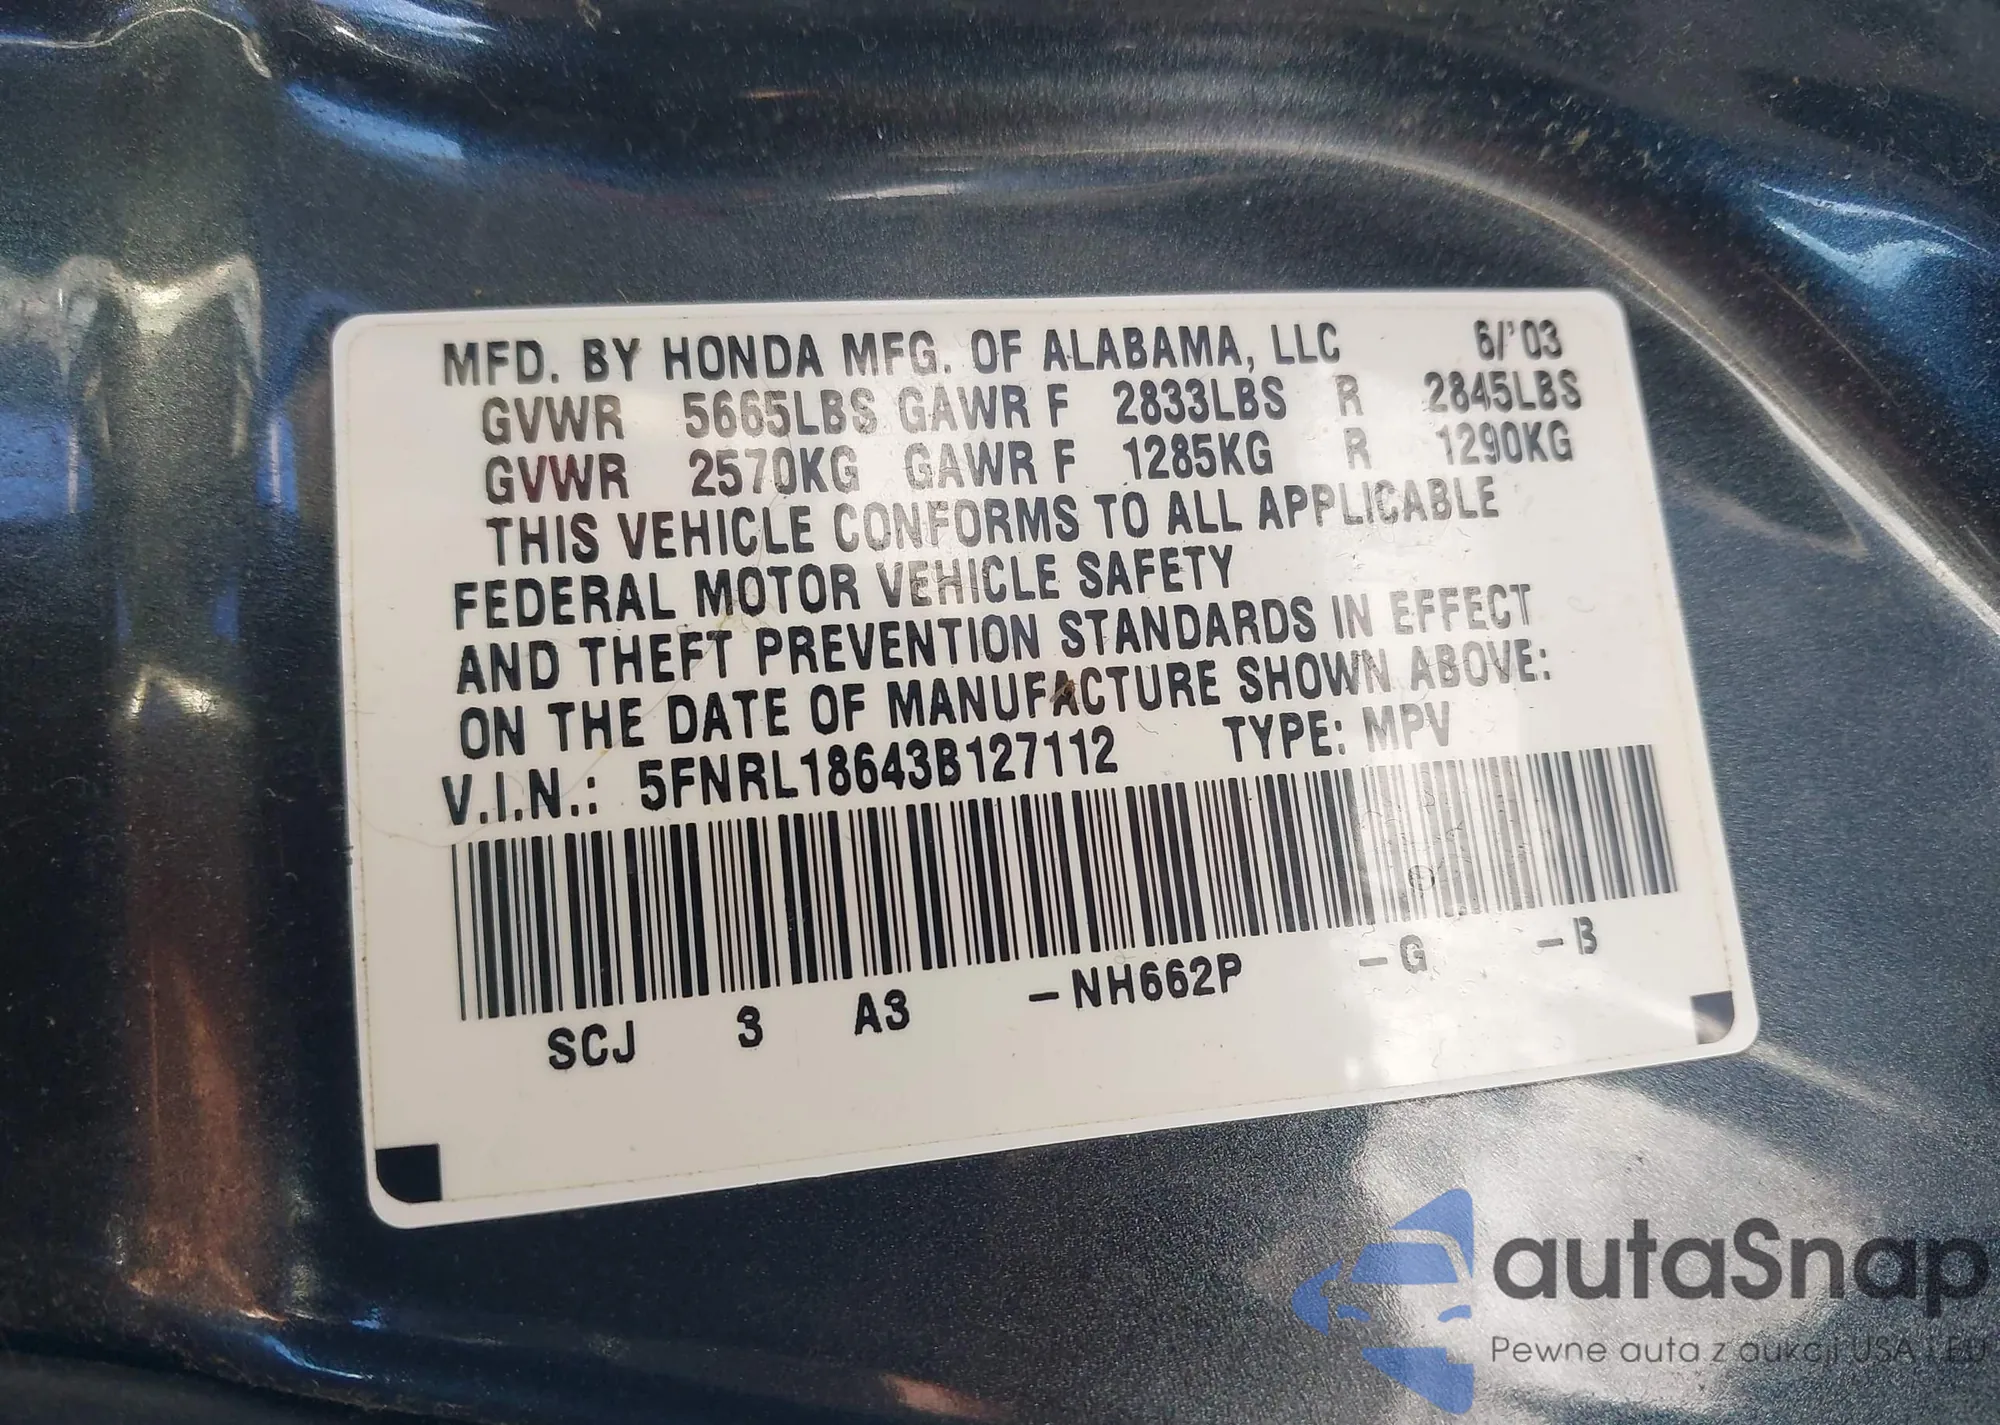 MFD. BY HONDA MFG. OF ALABAMA, LLC 6/'03
GVWR 5665LBS GAWR F 2833LBS R 2845LBS
GVWR 2570KG GAWR F 1285KG R 1290KG
THIS VEHICLE CONFORMS TO ALL APPLICABLE
FEDERAL MOTOR VEHICLE SAFETY
AND THEFT PREVENTION STANDARDS IN EFFECT
ON THE DATE OF MANUFACTURE SHOWN ABOVE:
V.I.N.: 5FNRL18643B127112 TYPE: MPV
SCJ 3 A3 -NH662P -G -B
autaSnap
Pewne auta z aukcji USA i EU